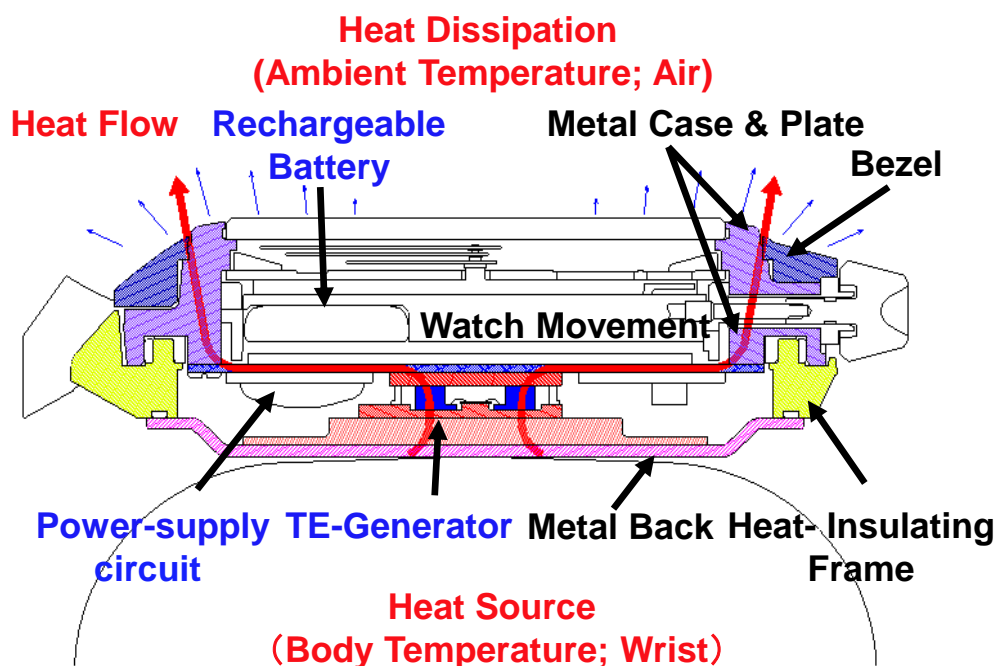 Heat Dissipation
(Ambient Temperature; Air)
Heat Flow
Rechargeable
Battery
Metal Case & Plate
Bezel
Watch Movement
Power-supply
circuit
TE-Generator
Metal Back
Heat- Insulating
Frame
Heat Source
（Body Temperature; Wrist）